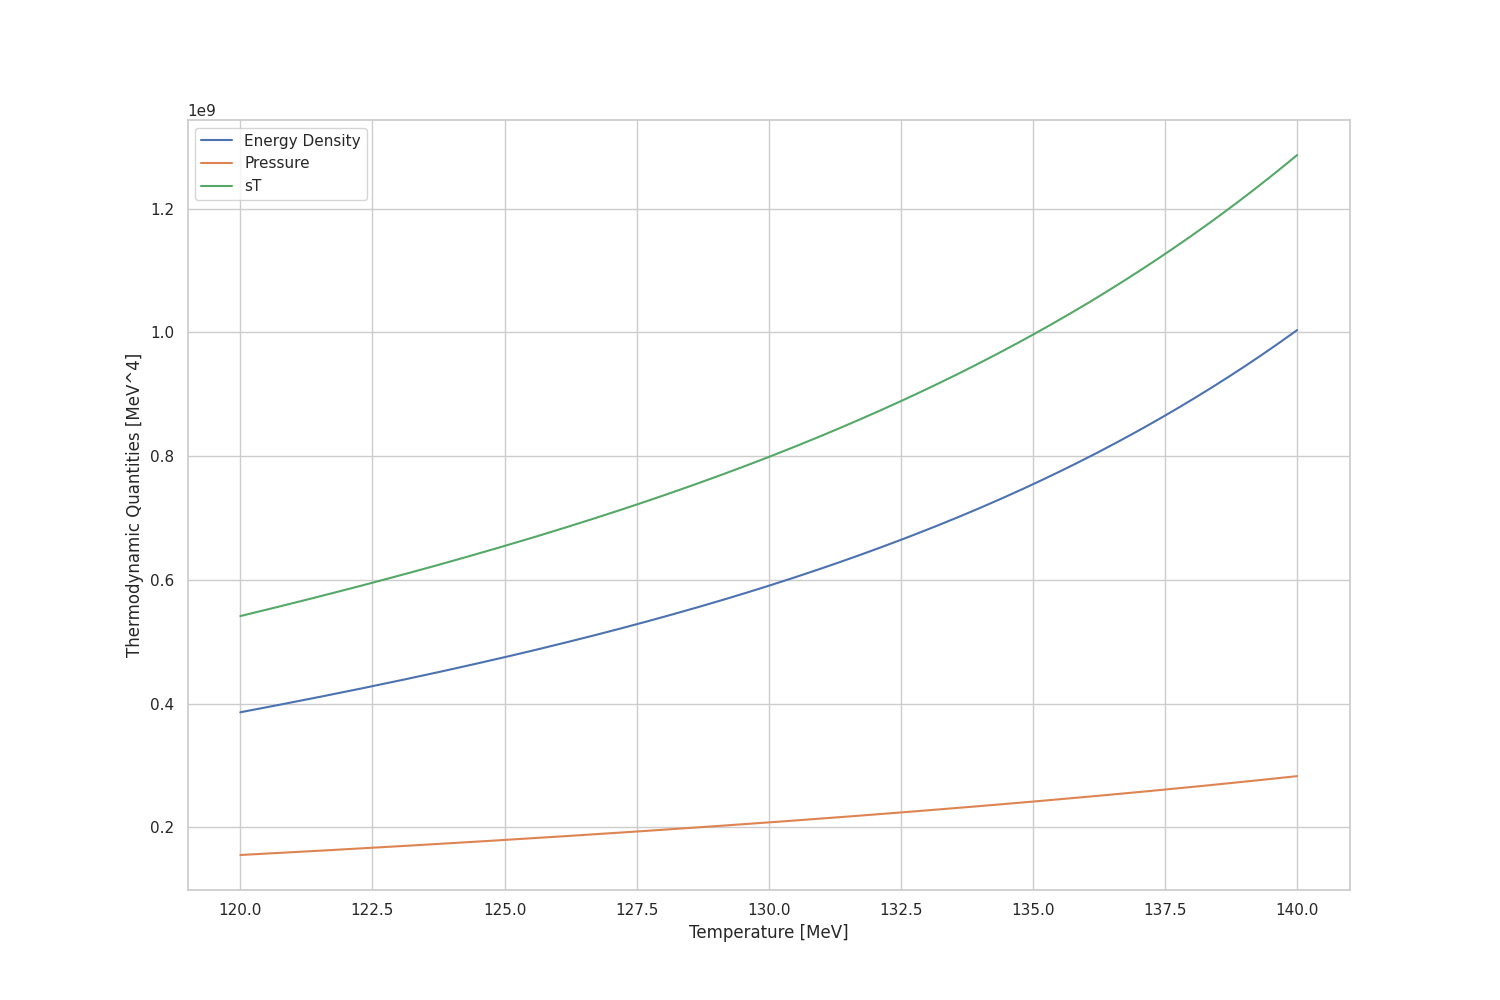 1e9
Energy Density
Pressure
sT
1.2
1.0
0.8
0.6
0.4
0.2
Thermodynamic Quantities [MeV^4]
120.0 122.5 125.0 127.5 130.0 132.5 135.0 137.5 140.0
Temperature [MeV]